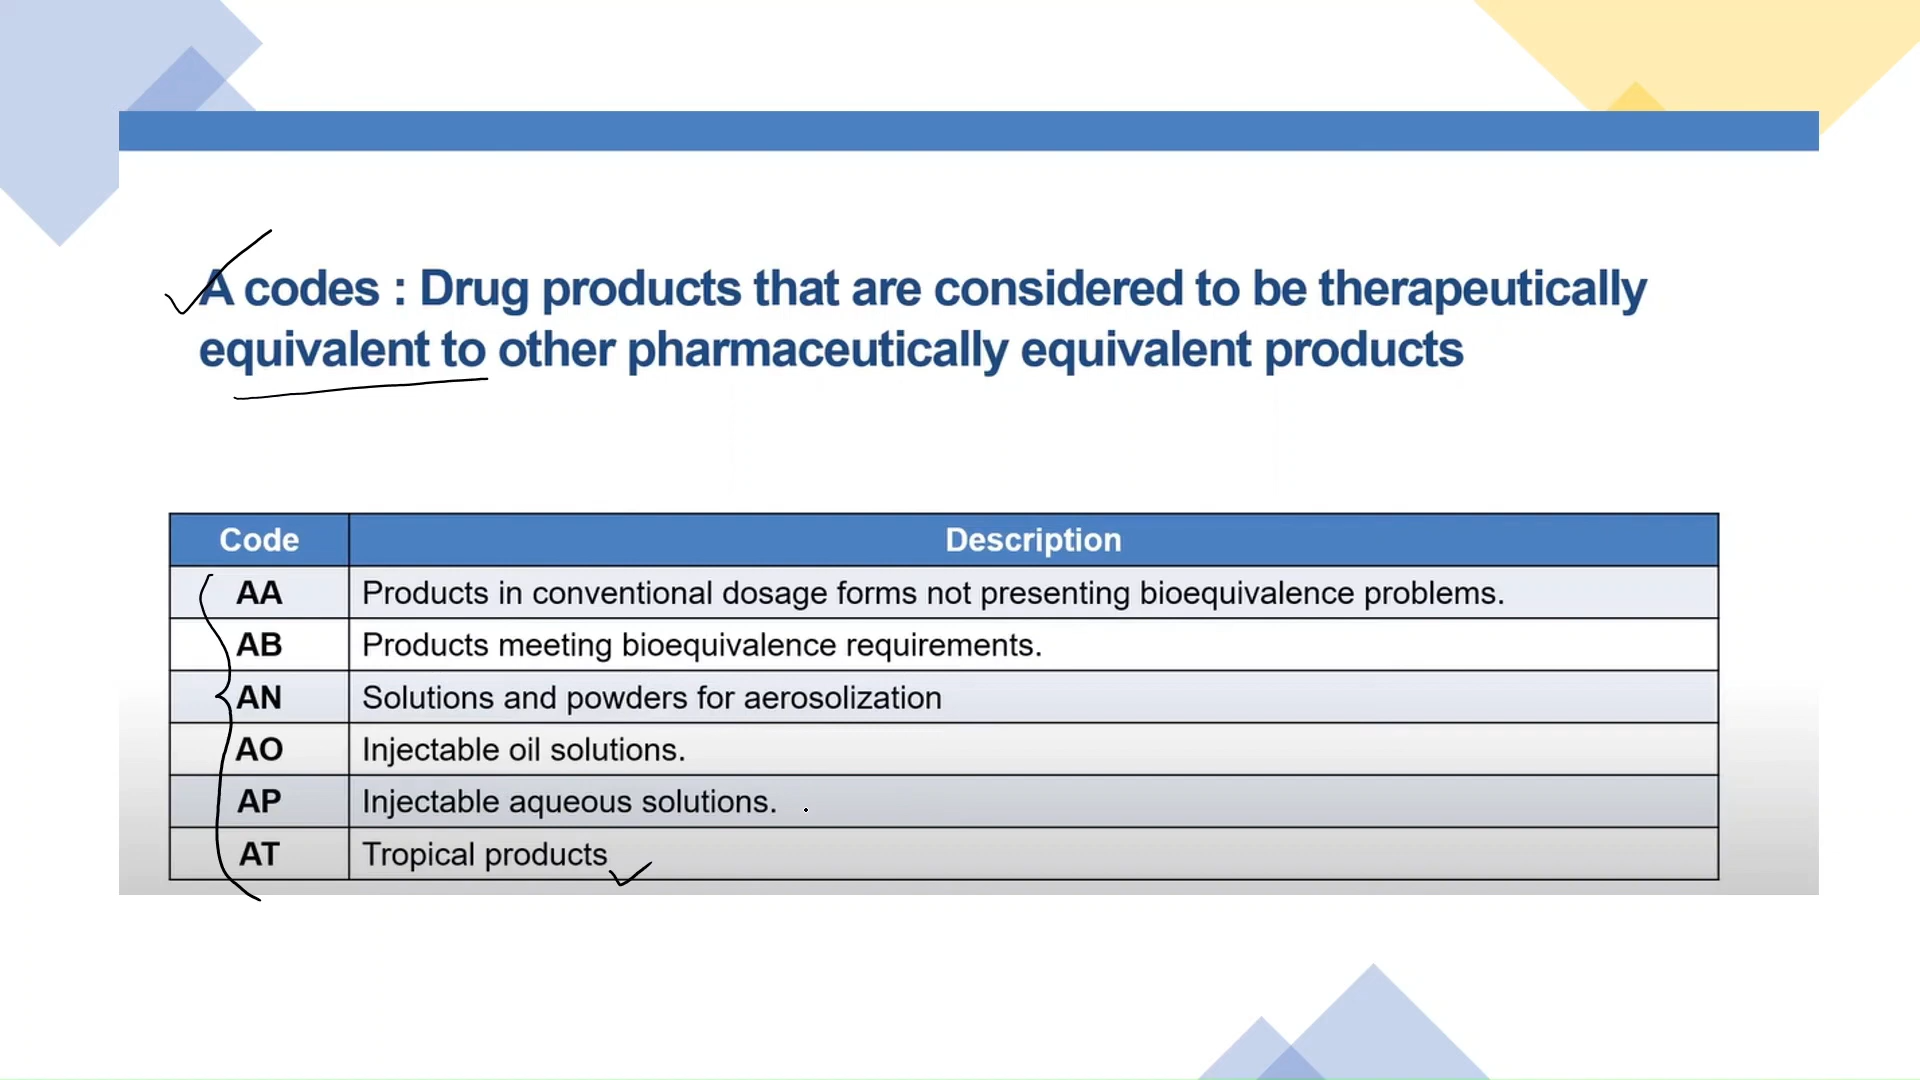 A codes : Drug products that are considered to be therapeutically
equivalent to other pharmaceutically equivalent products
Code Description
AA Products in conventional dosage forms not presenting bioequivalence problems.
AB Products meeting bioequivalence requirements.
AN Solutions and powders for aerosolization
AO Injectable oil solutions.
AP Injectable aqueous solutions.
AT Tropical products